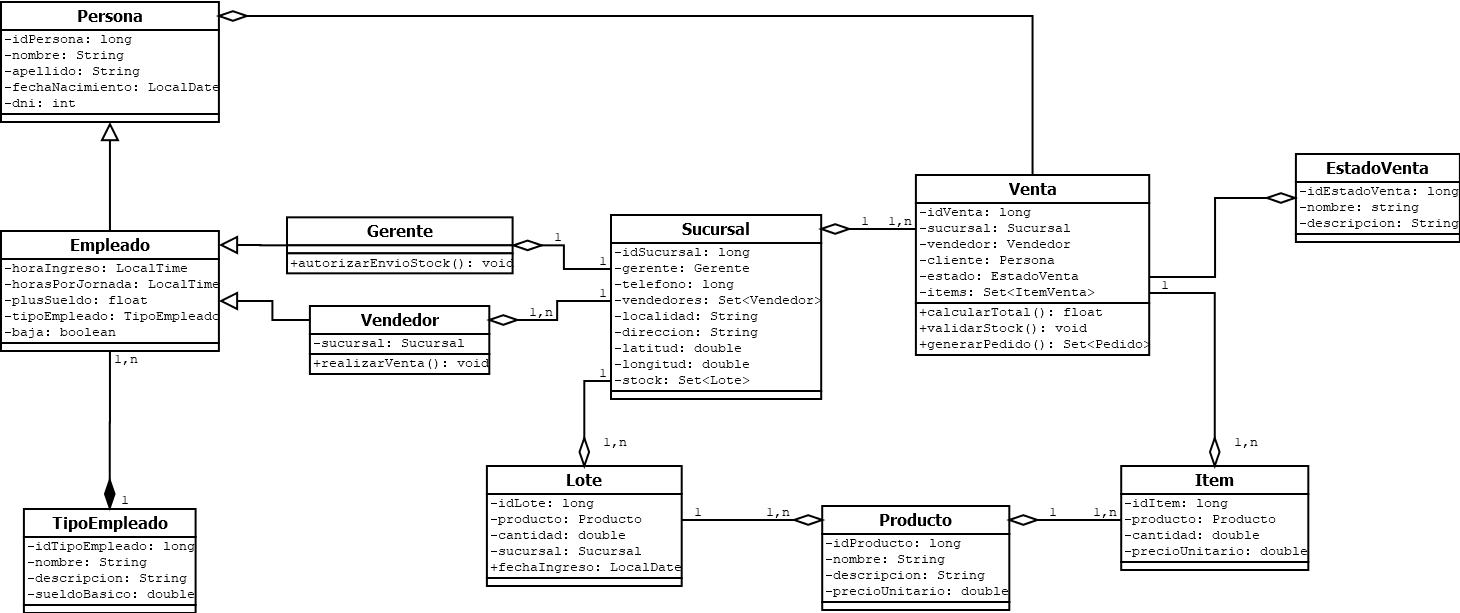 Persona
-idPersona: long
-nombre: String
-apellido: String
-fechaNacimiento: LocalDate
-dni: int
Empleado
-horaIngreso: LocalTime
-horasPorJornada: LocalTime
-plusSueldo: float
-tipoEmpleado: TipoEmpleado
-baja: boolean
1,n
1
TipoEmpleado
-idTipoEmpleado: long
-nombre: String
-descripcion: String
-sueldoBasico: double
Gerente
+autorizarEnvioStock(): void
1
1
Vendedor
-sucursal: Sucursal
+realizarVenta(): void
1,n
1
Sucursal
-idSucursal: long
-gerente: Gerente
-telefono: long
-vendedores: Set<Vendedor>
-localidad: String
-direccion: String
-latitud: double
-longitud: double
-stock: Set<Lote>
1
1,n
1
1,n
Venta
-idVenta: long
-sucursal: Sucursal
-vendedor: Vendedor
-cliente: Persona
-estado: EstadoVenta
-items: Set<ItemVenta>
+calcularTotal(): float
+validarStock(): void
+generarPedido(): Set<Pedido>
EstadoVenta
-idEstadoVenta: long
-nombre: string
-descripcion: String
1
1,n
Lote
-idLote: long
-producto: Producto
-cantidad: double
-sucursal: Sucursal
+fechaIngreso: LocalDate
1
1,n
Producto
-idProducto: long
-nombre: String
-descripcion: String
-precioUnitario: double
1
1,n
Item
-idItem: long
-producto: Producto
-cantidad: double
-precioUnitario: double